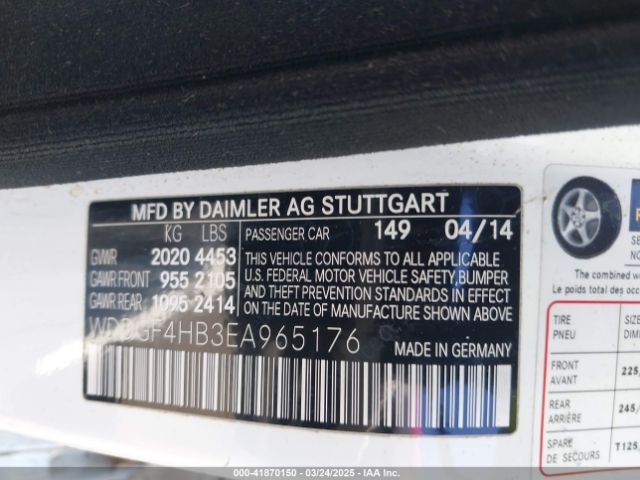 MFD BY DAIMLER AG STUTTGART
KG LBS
GVWR 2020 4453
GAWR FRONT 955 2105
GAWR REAR 1095 2414
PASSENGER CAR 149 04/14
THIS VEHICLE CONFORMS TO ALL APPLICABLE
U.S. FEDERAL MOTOR VEHICLE SAFETY, BUMPER
AND THEFT PREVENTION STANDARDS IN EFFECT
ON THE DATE OF MANUFACTURE SHOWN ABOVE.
WDDGF4HB3EA965176
MADE IN GERMANY
The combined w
Le poids total des
TIRE
PNEU
FRONT
AVANT
225/
REAR
ARRIÈRE
245/
SPARE
DE SECOURS
T125/
000-41870150 — 03/24/2025 — IAA Inc.